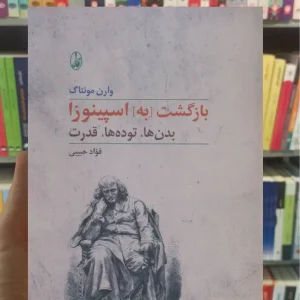 وارن مونتاگ
بازگشت [به] اسپینوزا
بدن‌ها، توده‌ها، قدرت
فؤاد حبیبی